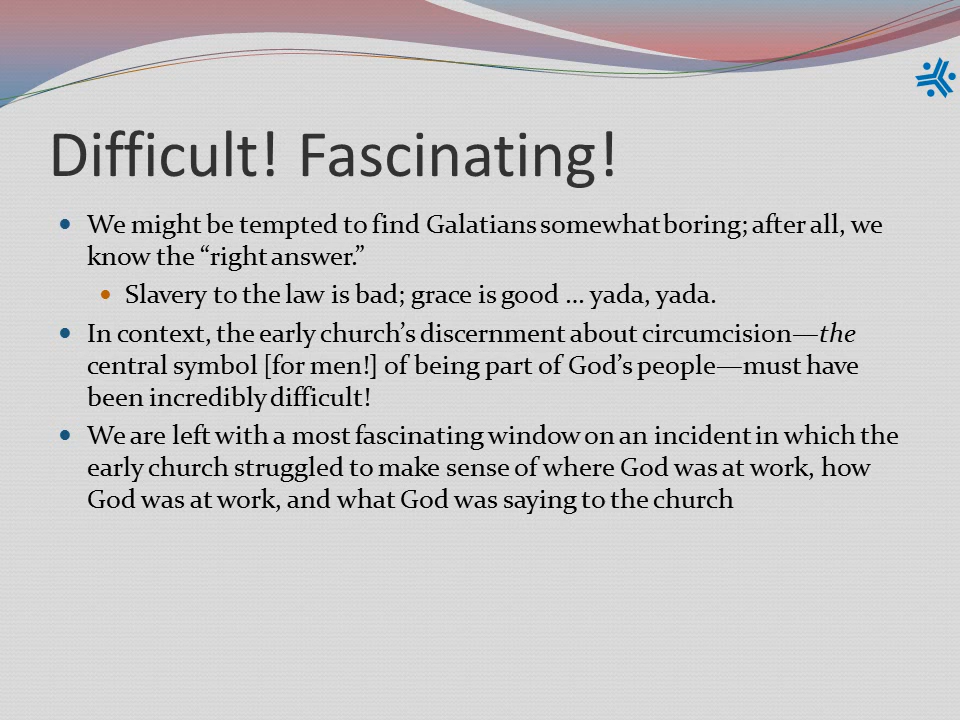 Difficult! Fascinating!
We might be tempted to find Galatians somewhat boring; after all, we
know the “right answer.”
Slavery to the law is bad; grace is good … yada, yada.
In context, the early church’s discernment about circumcision—the
central symbol [for men!] of being part of God’s people—must have
been incredibly difficult!
We are left with a most fascinating window on an incident in which the
early church struggled to make sense of where God was at work, how
God was at work, and what God was saying to the church